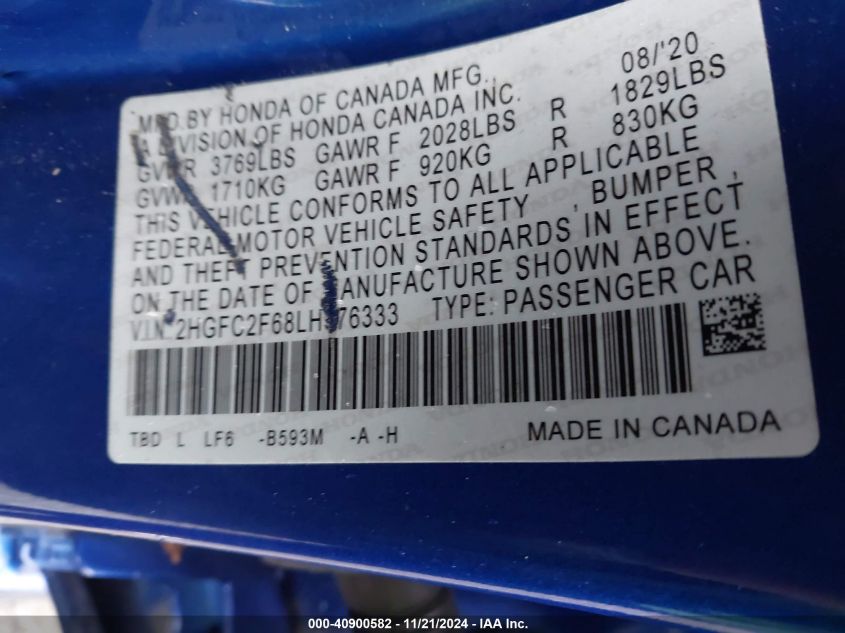 MFD. BY HONDA OF CANADA MFG., 08/'20
A DIVISION OF HONDA CANADA INC.
GVWR 3769LBS GAWR F 2028LBS R 1829LBS
GVWR 1710KG GAWR F 920KG R 830KG
THIS VEHICLE CONFORMS TO ALL APPLICABLE
FEDERAL MOTOR VEHICLE SAFETY , BUMPER ,
AND THEFT PREVENTION STANDARDS IN EFFECT
ON THE DATE OF MANUFACTURE SHOWN ABOVE.
V.I.N. TYPE: PASSENGER CAR
TBD L LF6 -B593M -A -H MADE IN CANADA
000-40900582 - 11/21/2024 - IAA Inc.